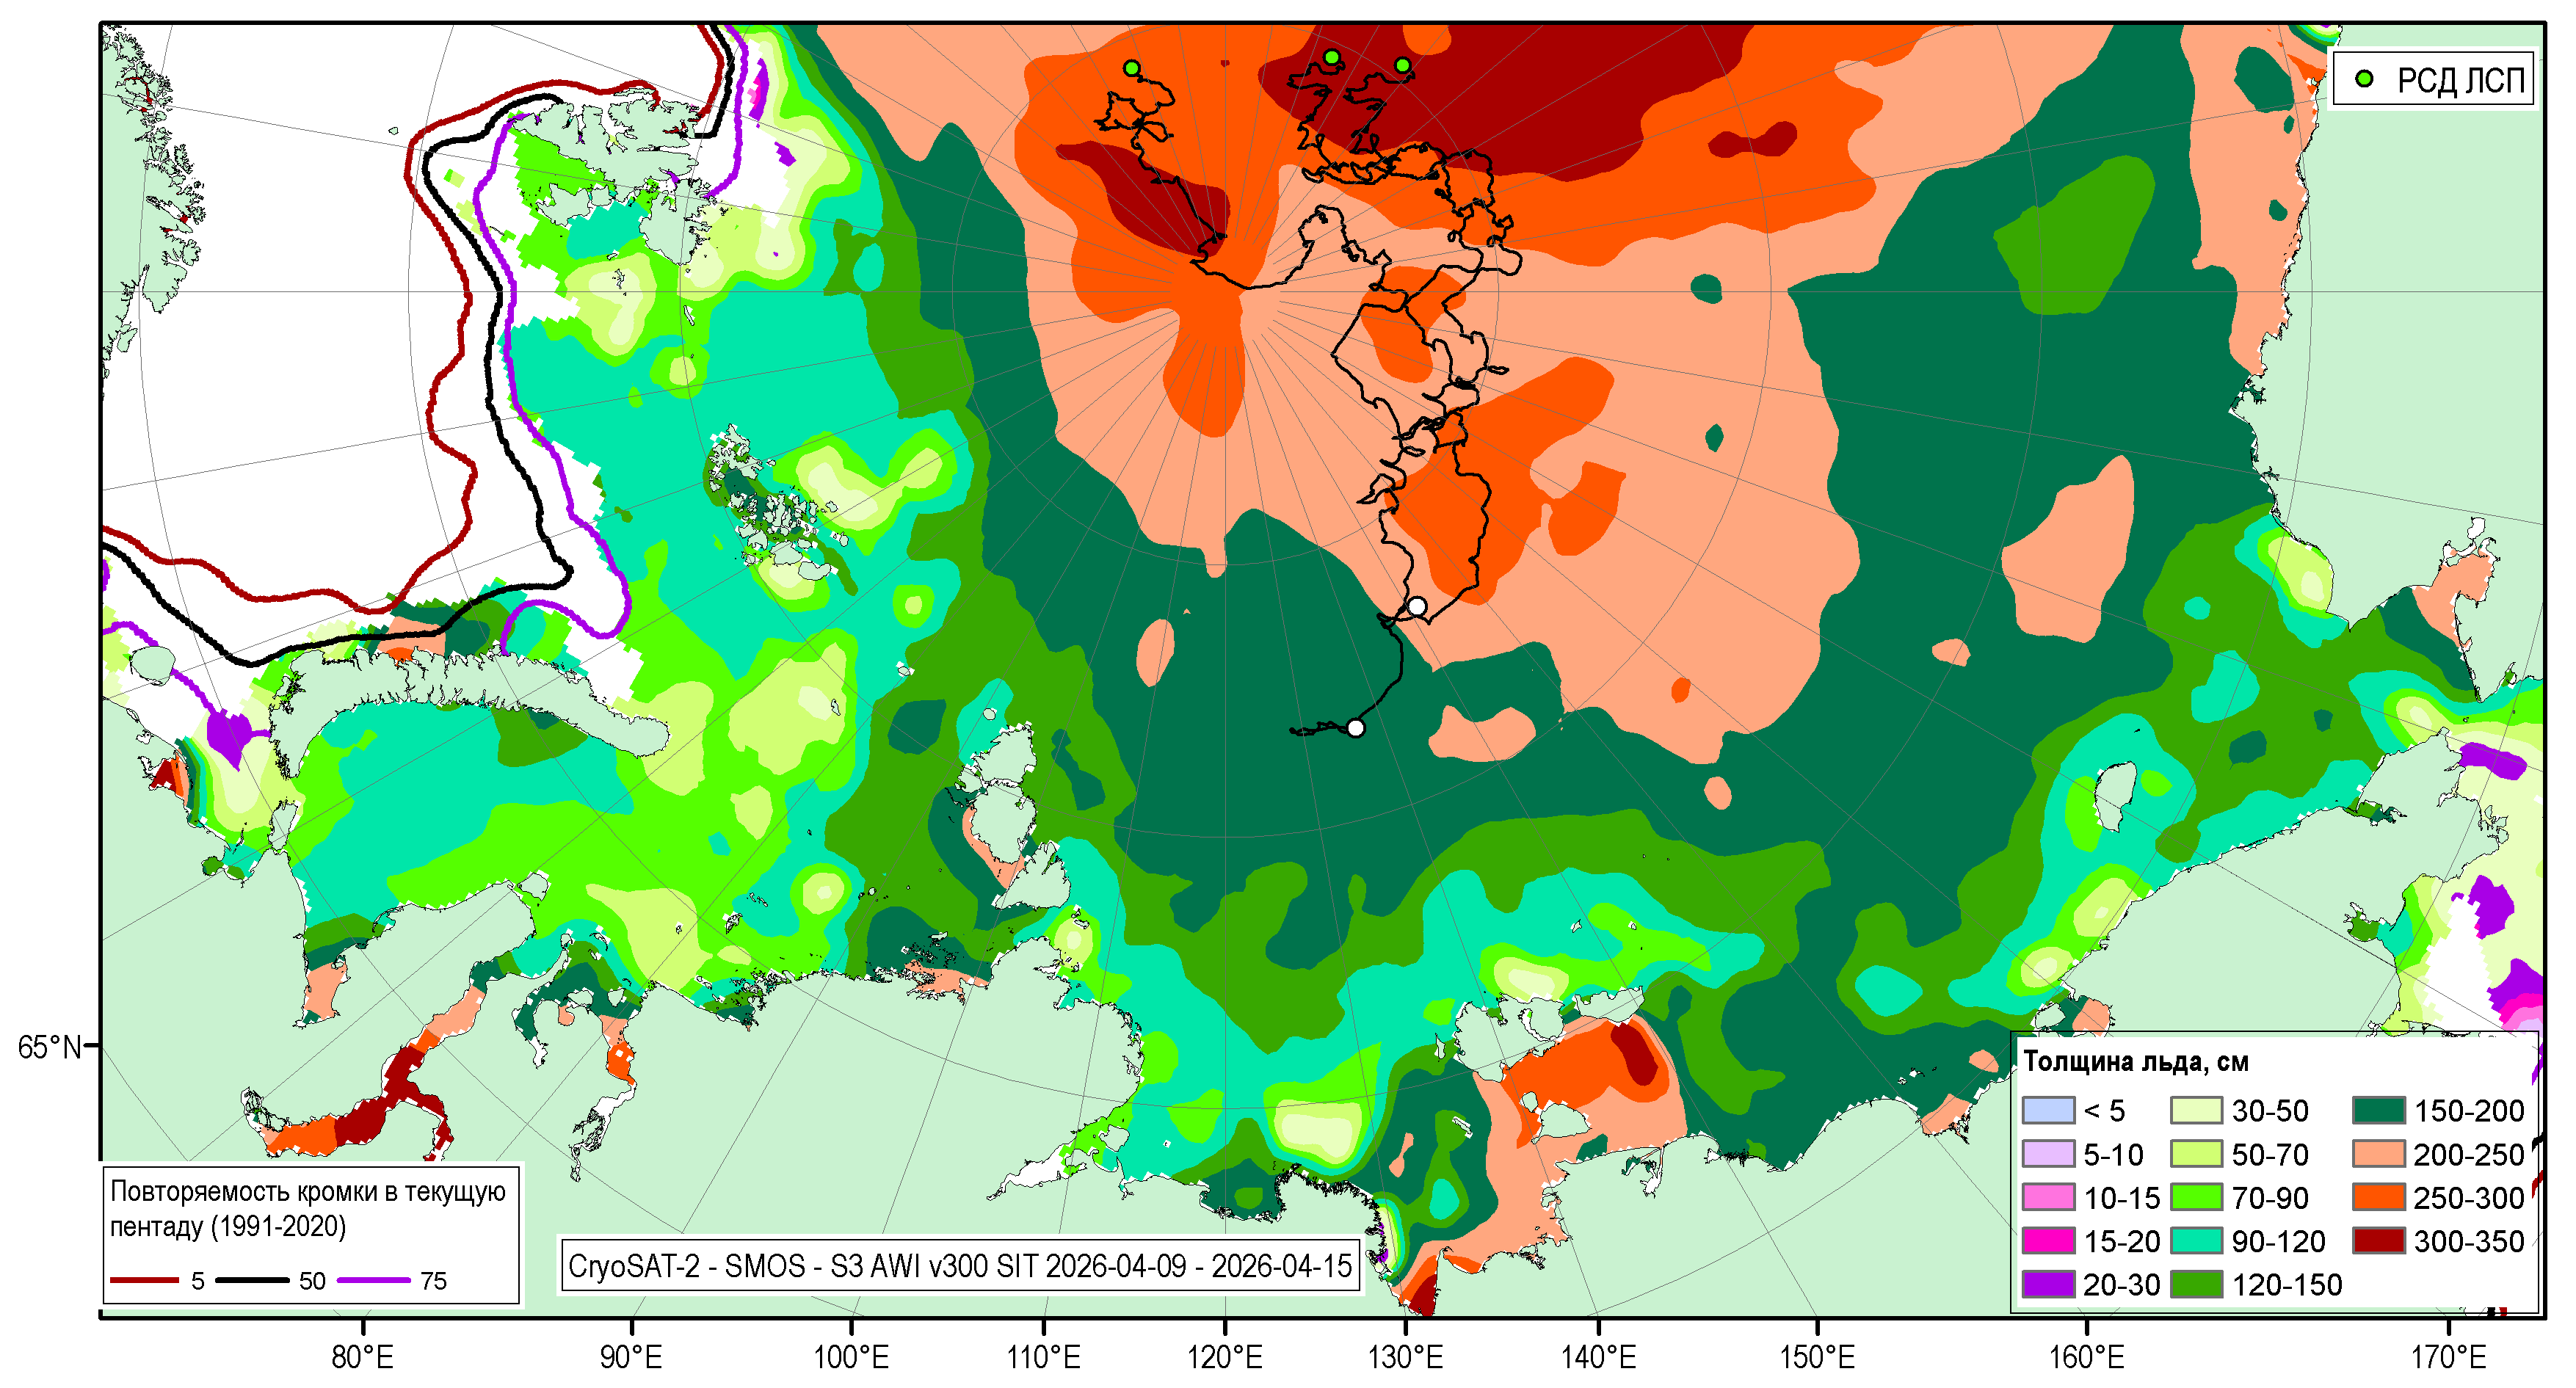 РСД ЛСП
65°N
Толщина льда, см
< 5
30-50
150-200
5-10
50-70
200-250
10-15
70-90
250-300
15-20
90-120
300-350
20-30
120-150
Повторяемость кромки в текущую
пентаду (1991-2020)
5
50
75
CryoSAT-2 - SMOS - S3 AWI v300 SIT 2026-04-09 - 2026-04-15
80°E
90°E
100°E
110°E
120°E
130°E
140°E
150°E
160°E
170°E